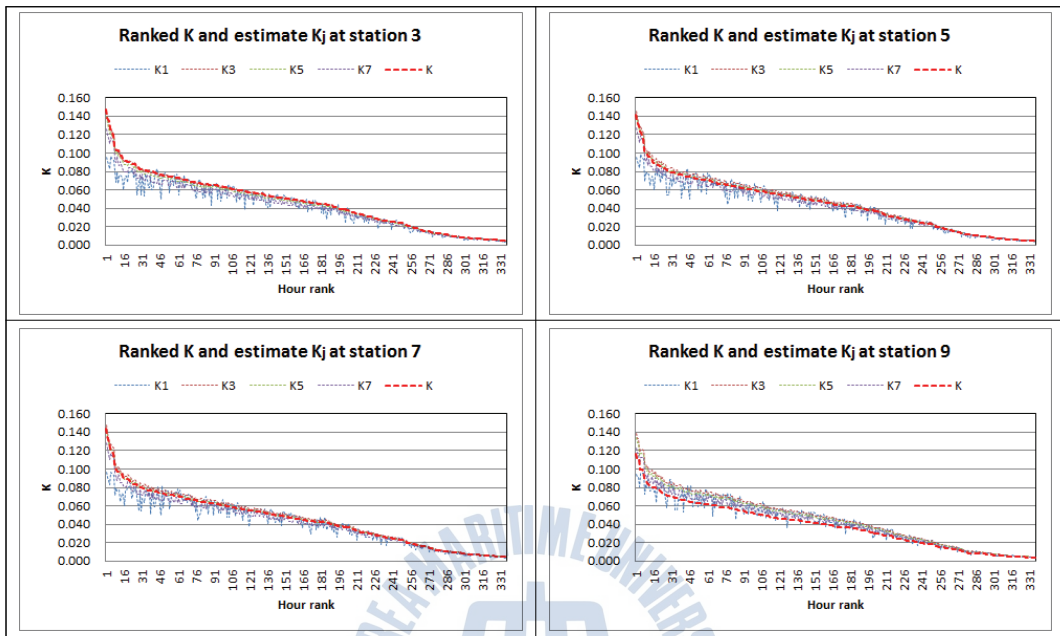 Ranked K and estimate Kj at station 3
K1 K3 K5 K7 K
0.160
0.140
0.120
0.100
0.080
0.060
0.040
0.020
0.000
K
1 16 31 46 61 76 91 106 121 136 151 166 181 196 211 226 241 256 271 286 301 316 331
Hour rank
Ranked K and estimate Kj at station 5
K1 K3 K5 K7 K
0.160
0.140
0.120
0.100
0.080
0.060
0.040
0.020
0.000
K
1 16 31 46 61 76 91 106 121 136 151 166 181 196 211 226 241 256 271 286 301 316 331
Hour rank
Ranked K and estimate Kj at station 7
K1 K3 K5 K7 K
0.160
0.140
0.120
0.100
0.080
0.060
0.040
0.020
0.000
K
1 16 31 46 61 76 91 106 121 136 151 166 181 196 211 226 241 256 271 286 301 316 331
Hour rank
Ranked K and estimate Kj at station 9
K1 K3 K5 K7 K
0.160
0.140
0.120
0.100
0.080
0.060
0.040
0.020
0.000
K
1 16 31 46 61 76 91 106 121 136 151 166 181 196 211 226 241 256 271 286 301 316 331
Hour rank
MARITIME